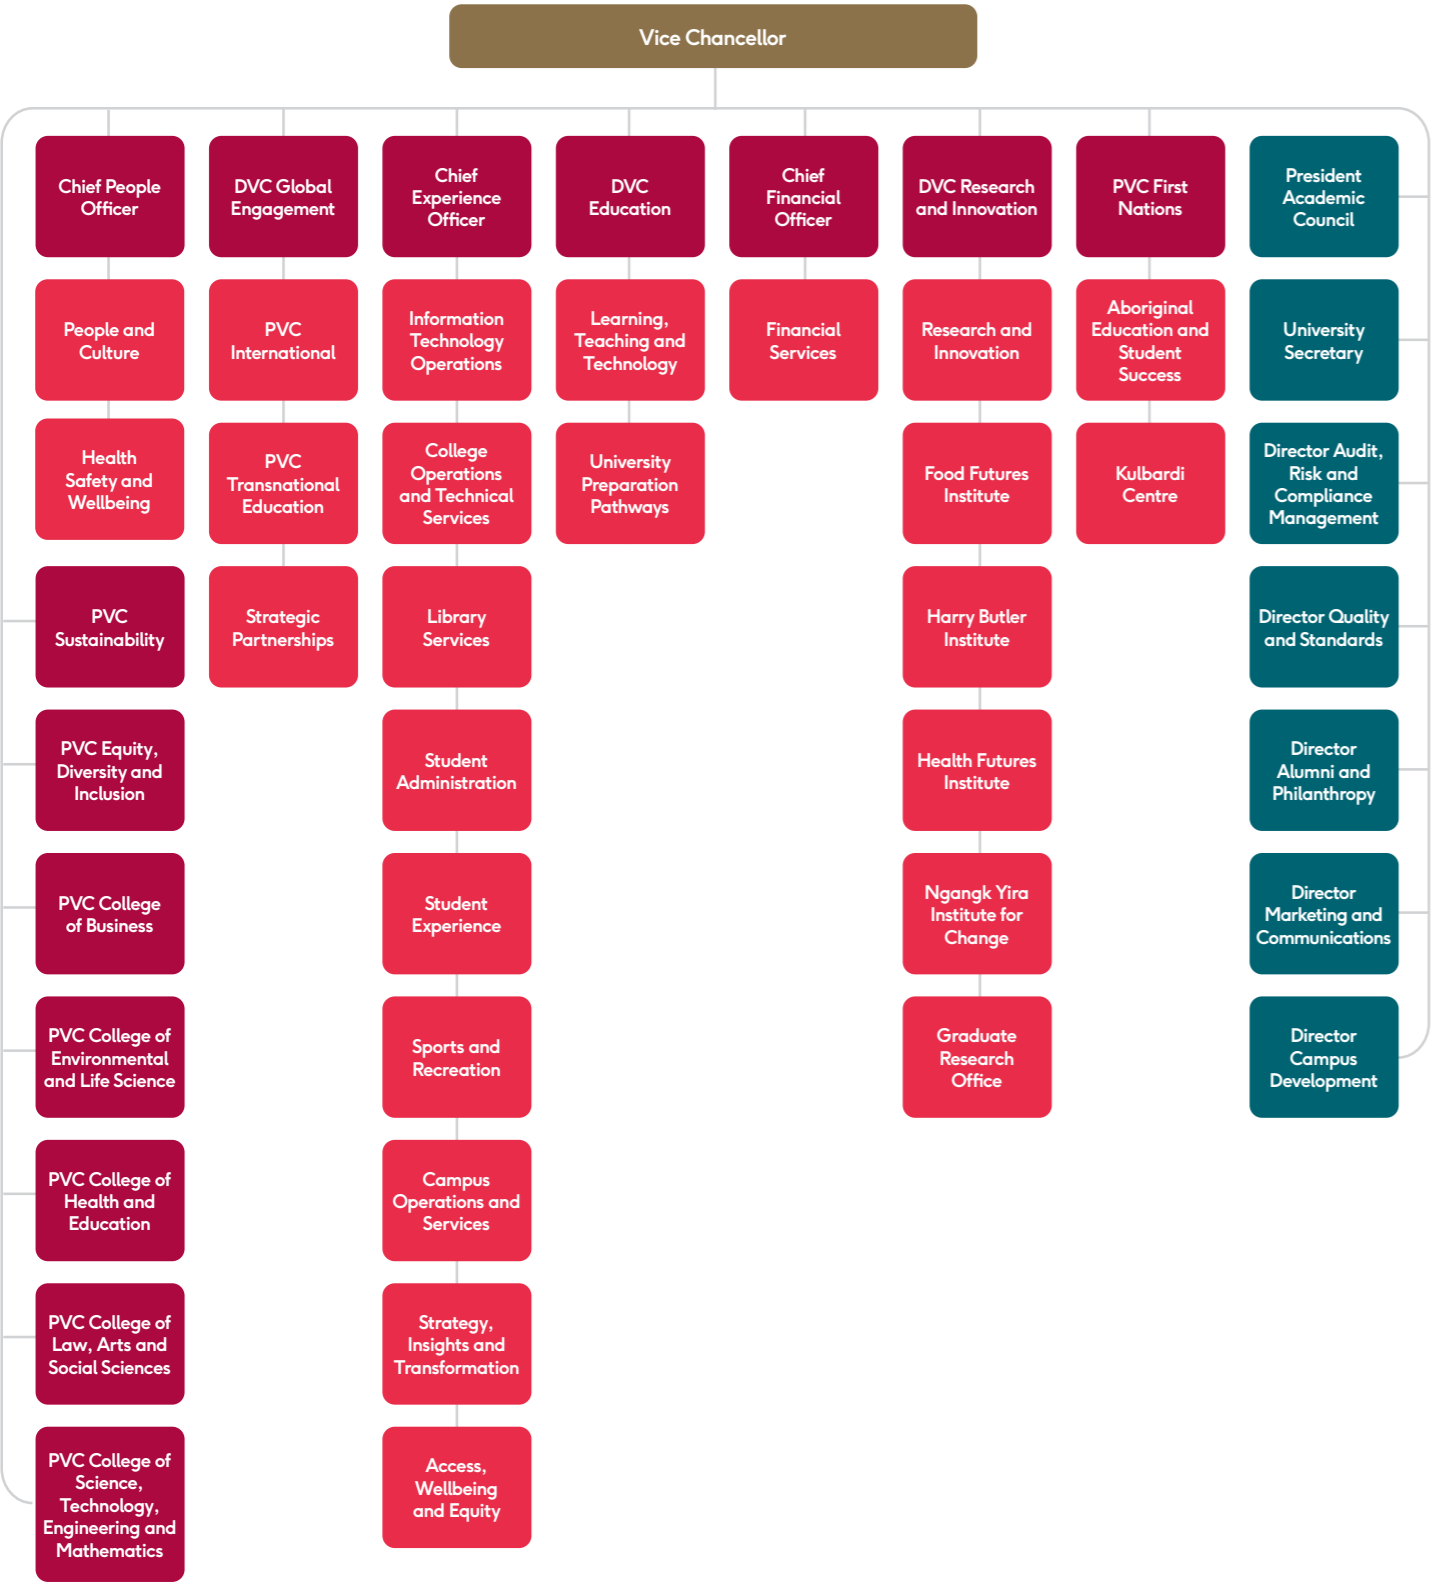 Vice Chancellor
Chief People
Officer
People and
Culture
Health
Safety and
Wellbeing
PVC
Sustainability
PVC Equity,
Diversity and
Inclusion
PVC College
of Business
PVC College of
Environmental
and Life Science
PVC College of
Health and
Education
PVC College of
Law, Arts and
Social Sciences
PVC College of
Science,
Technology,
Engineering and
Mathematics
DVC Global
Engagement
PVC
International
PVC
Transnational
Education
Strategic
Partnerships
Chief
Experience
Officer
Information
Technology
Operations
College
Operations
and Technical
Services
Library
Services
Student
Administration
Student
Experience
Sports and
Recreation
Campus
Operations and
Services
Strategy,
Insights and
Transformation
Access,
Wellbeing
and Equity
DVC
Education
Learning,
Teaching and
Technology
University
Preparation
Pathways
Chief
Financial
Officer
Financial
Services
DVC Research
and Innovation
Research and
Innovation
Food Futures
Institute
Harry Butler
Institute
Health Futures
Institute
Ngangk Yira
Institute for
Change
Graduate
Research
Office
PVC First
Nations
Aboriginal
Education and
Student
Success
Kulbardi
Centre
President
Academic
Council
University
Secretary
Director Audit,
Risk and
Compliance
Management
Director Quality
and Standards
Director
Alumni and
Philanthropy
Director
Marketing and
Communications
Director
Campus
Development